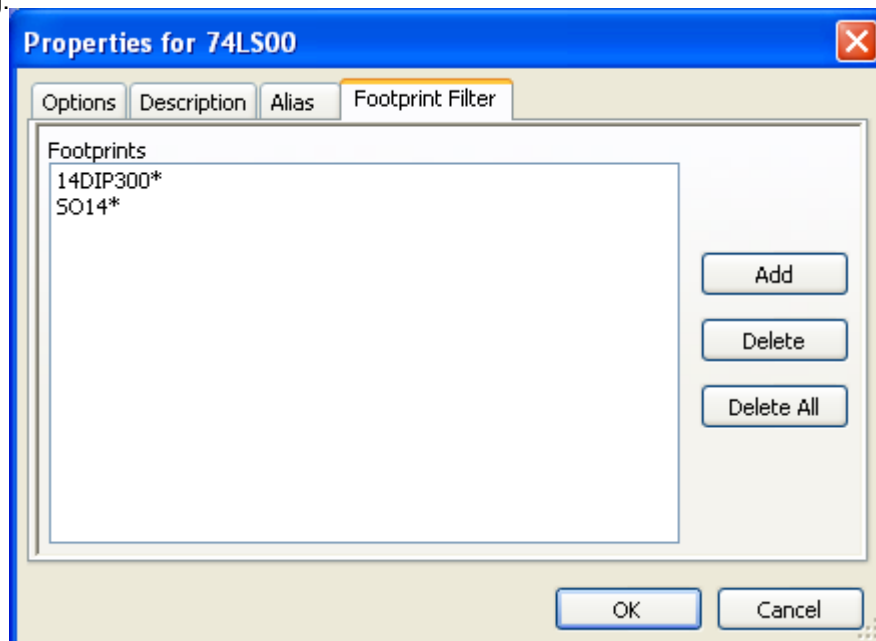 Properties for 74LS00
Options Description Alias Footprint Filter
Footprints
14DIP300*
SO14*
Add
Delete
Delete All
OK Cancel